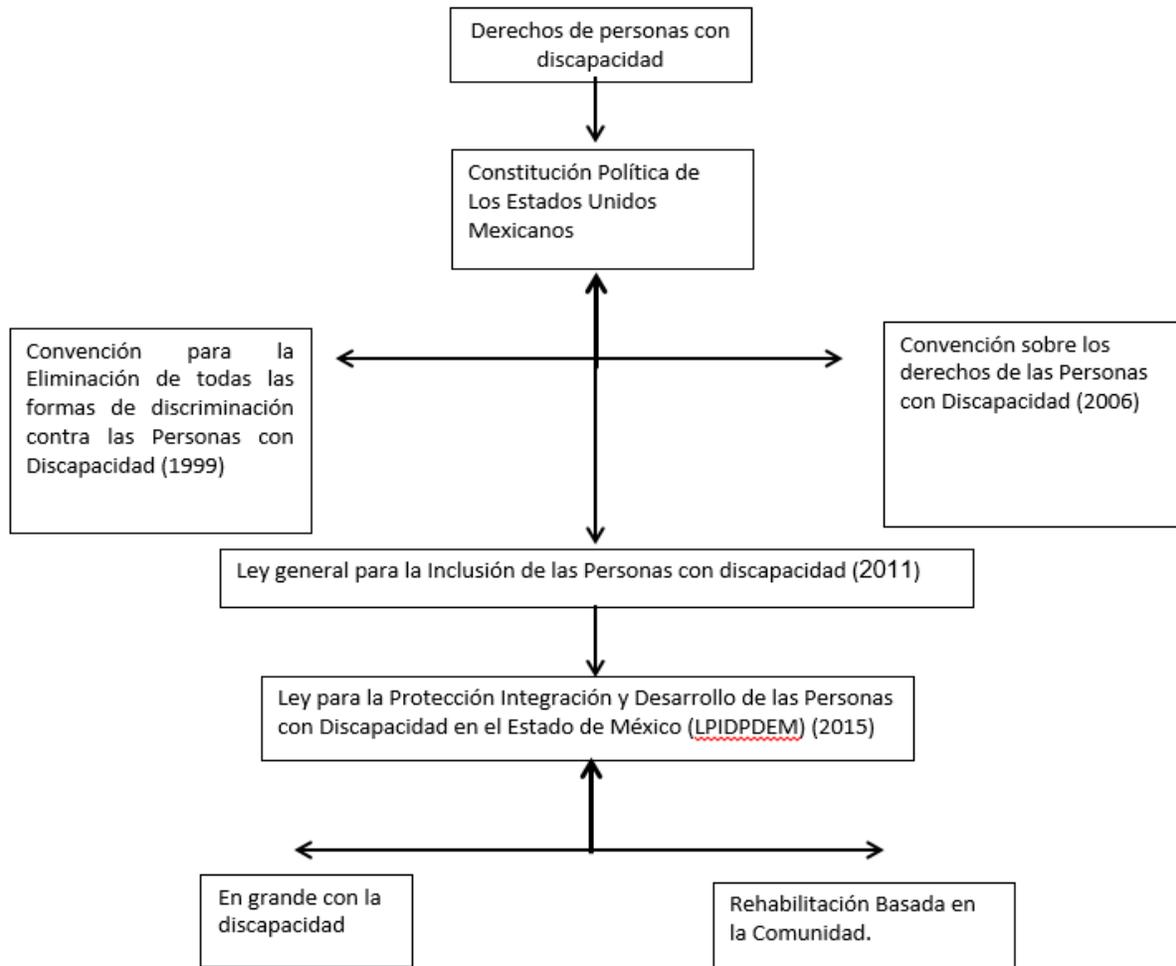 Derechos de personas con
discapacidad
Constitución Política de
Los Estados Unidos
Mexicanos
Convención para la
Eliminación de todas las
formas de discriminación
contra las Personas con
Discapacidad (1999)
Convención sobre los
derechos de las Personas
con Discapacidad (2006)
Ley general para la Inclusión de las Personas con discapacidad (2011)
Ley para la Protección Integración y Desarrollo de las Personas
con Discapacidad en el Estado de México (LPIDPDEM) (2015)
En grande con la
discapacidad
Rehabilitación Basada en
la Comunidad.